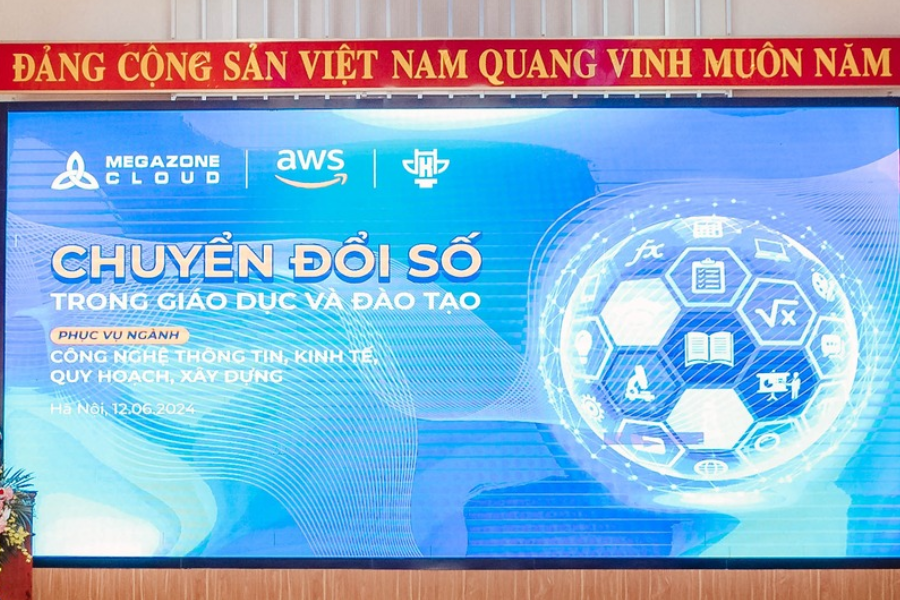 ĐẢNG CỘNG SẢN VIỆT NAM QUANG VINH MUÔN NĂM
MEGAZONE
CLOUD
aws
CHUYỂN ĐỔI SỐ
TRONG GIÁO DỤC VÀ ĐÀO TẠO
PHỤC VỤ NGÀNH
CÔNG NGHỆ THÔNG TIN, KINH TẾ,
QUY HOẠCH, XÂY DỰNG
Hà Nội, 12.06.2024
fx
√x